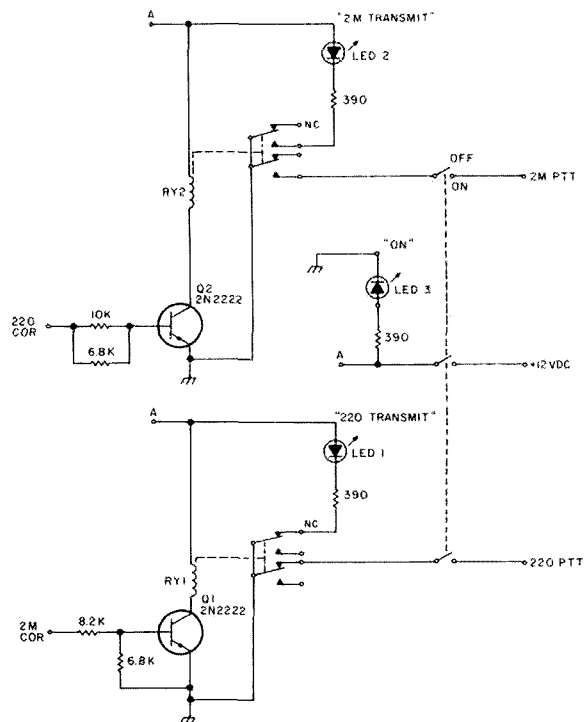 A
"2M TRANSMIT"
LED 2
390
NC
OFF
ON
2M PTT
RY2
"ON"
LED 3
Q2
2N2222
10K
220
COR
6.8K
390
A
+12VDC
A
"220 TRANSMIT"
LED 1
390
NC
220 PTT
RY1
Q1
2N2222
2M
COR
8.2K
6.8K